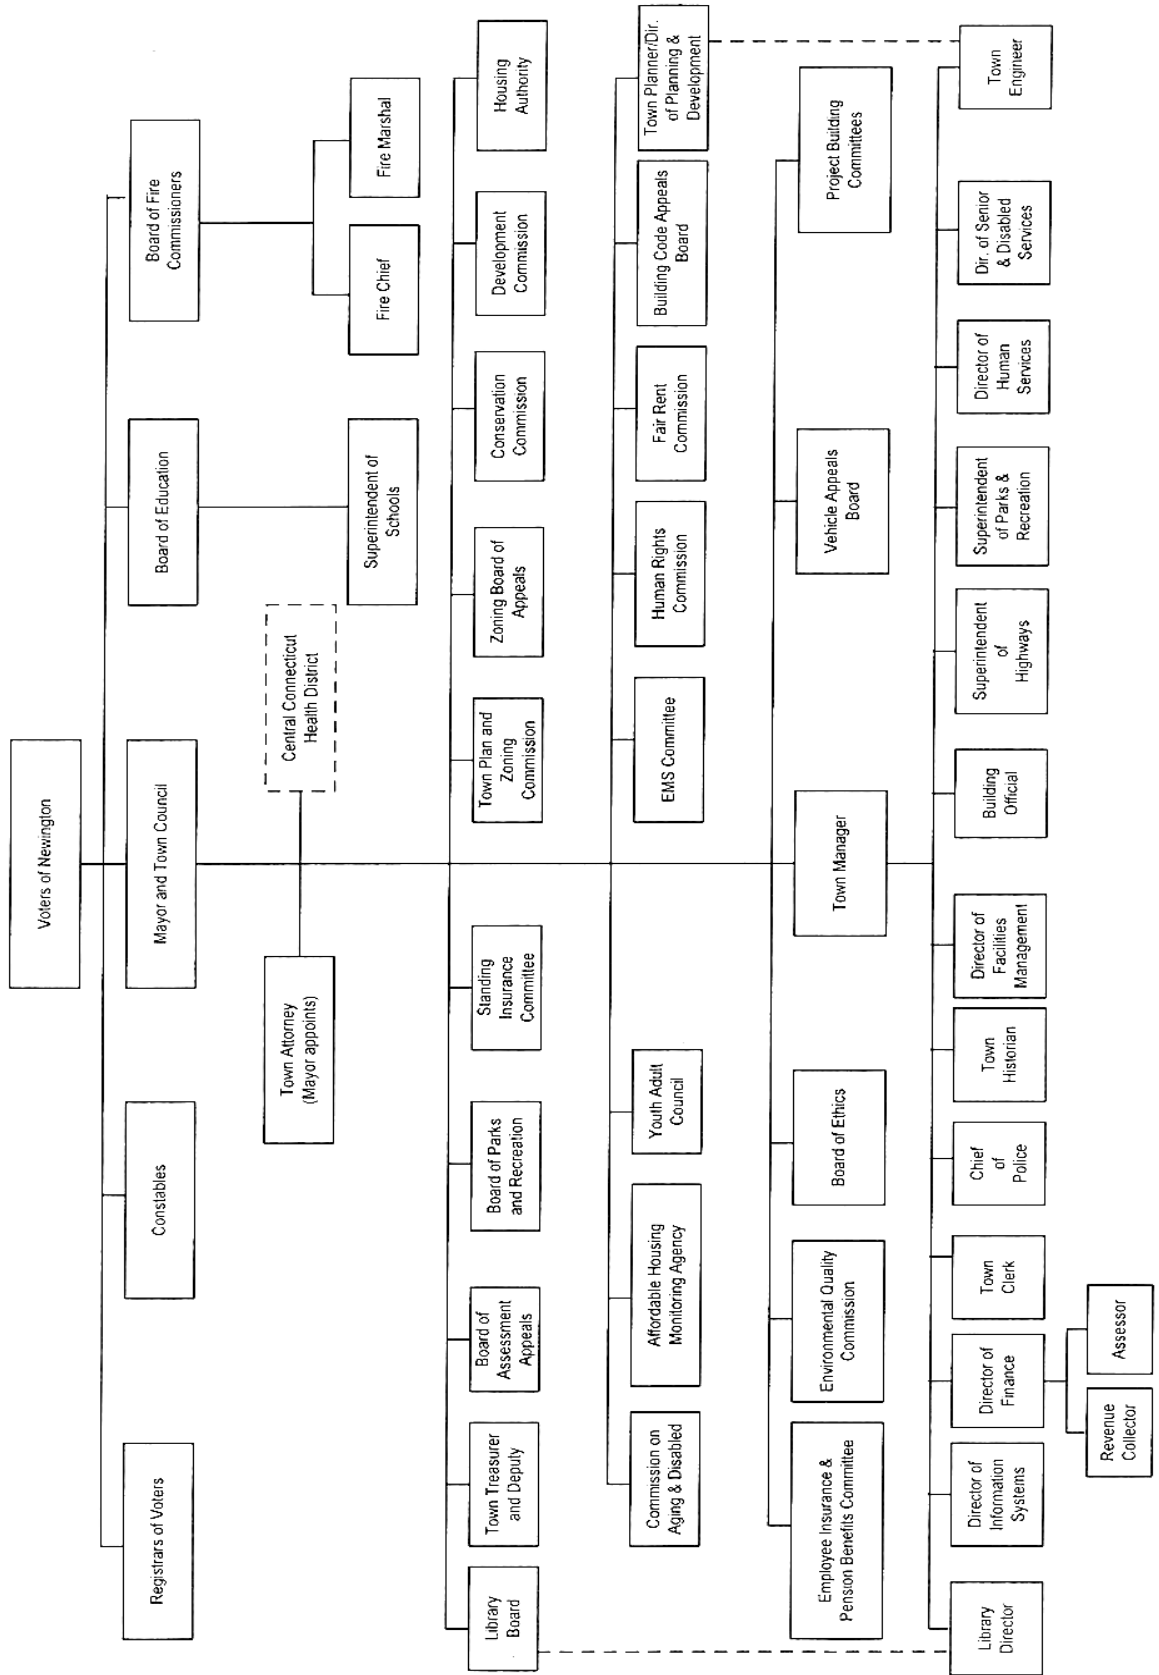 Voters of Newington
Registrars of Voters
Constables
Mayor and Town Council
Board of Education
Board of Fire
Commissioners
Town Attorney
(Mayor appoints)
Central Connecticut
Health District
Superintendent of
Schools
Fire Chief
Fire Marshal
Library
Board
Town Treasurer
and Deputy
Board of
Assessment
Appeals
Board of Parks
and Recreation
Standing
Insurance
Committee
Town Plan and
Zoning
Commission
Zoning Board of
Appeals
Conservation
Commission
Development
Commission
Housing
Authority
Commission on
Aging & Disabled
Affordable Housing
Monitoring Agency
Youth Adult
Council
EMS Committee
Human Rights
Commission
Fair Rent
Commission
Building Code Appeals
Board
Town Planner/Dir.
of Planning &
Development
Employee Insurance &
Pension Benefits Committee
Environmental Quality
Commission
Board of Ethics
Town Manager
Vehicle Appeals
Board
Project Building
Committees
Library
Director
Director of
Information
Systems
Director of
Finance
Town
Clerk
Chief
of
Police
Town
Historian
Director of
Facilities
Management
Building
Official
Superintendent
of
Highways
Superintendent
of Parks &
Recreation
Director of
Human
Services
Dir. of Senior
& Disabled
Services
Town
Engineer
Revenue
Collector
Assessor